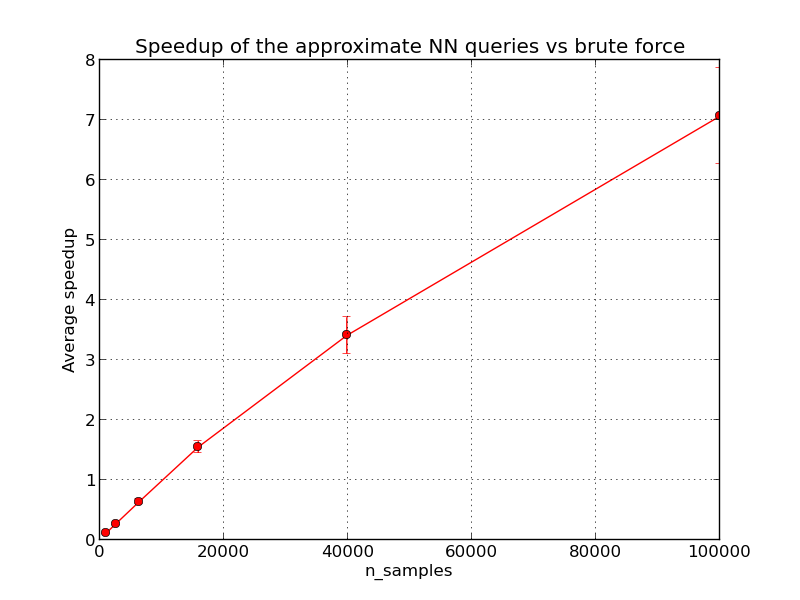 Speedup of the approximate NN queries vs brute force
8
7
6
5
4
3
2
1
0
Average speedup
0 20000 40000 60000 80000 100000
n_samples